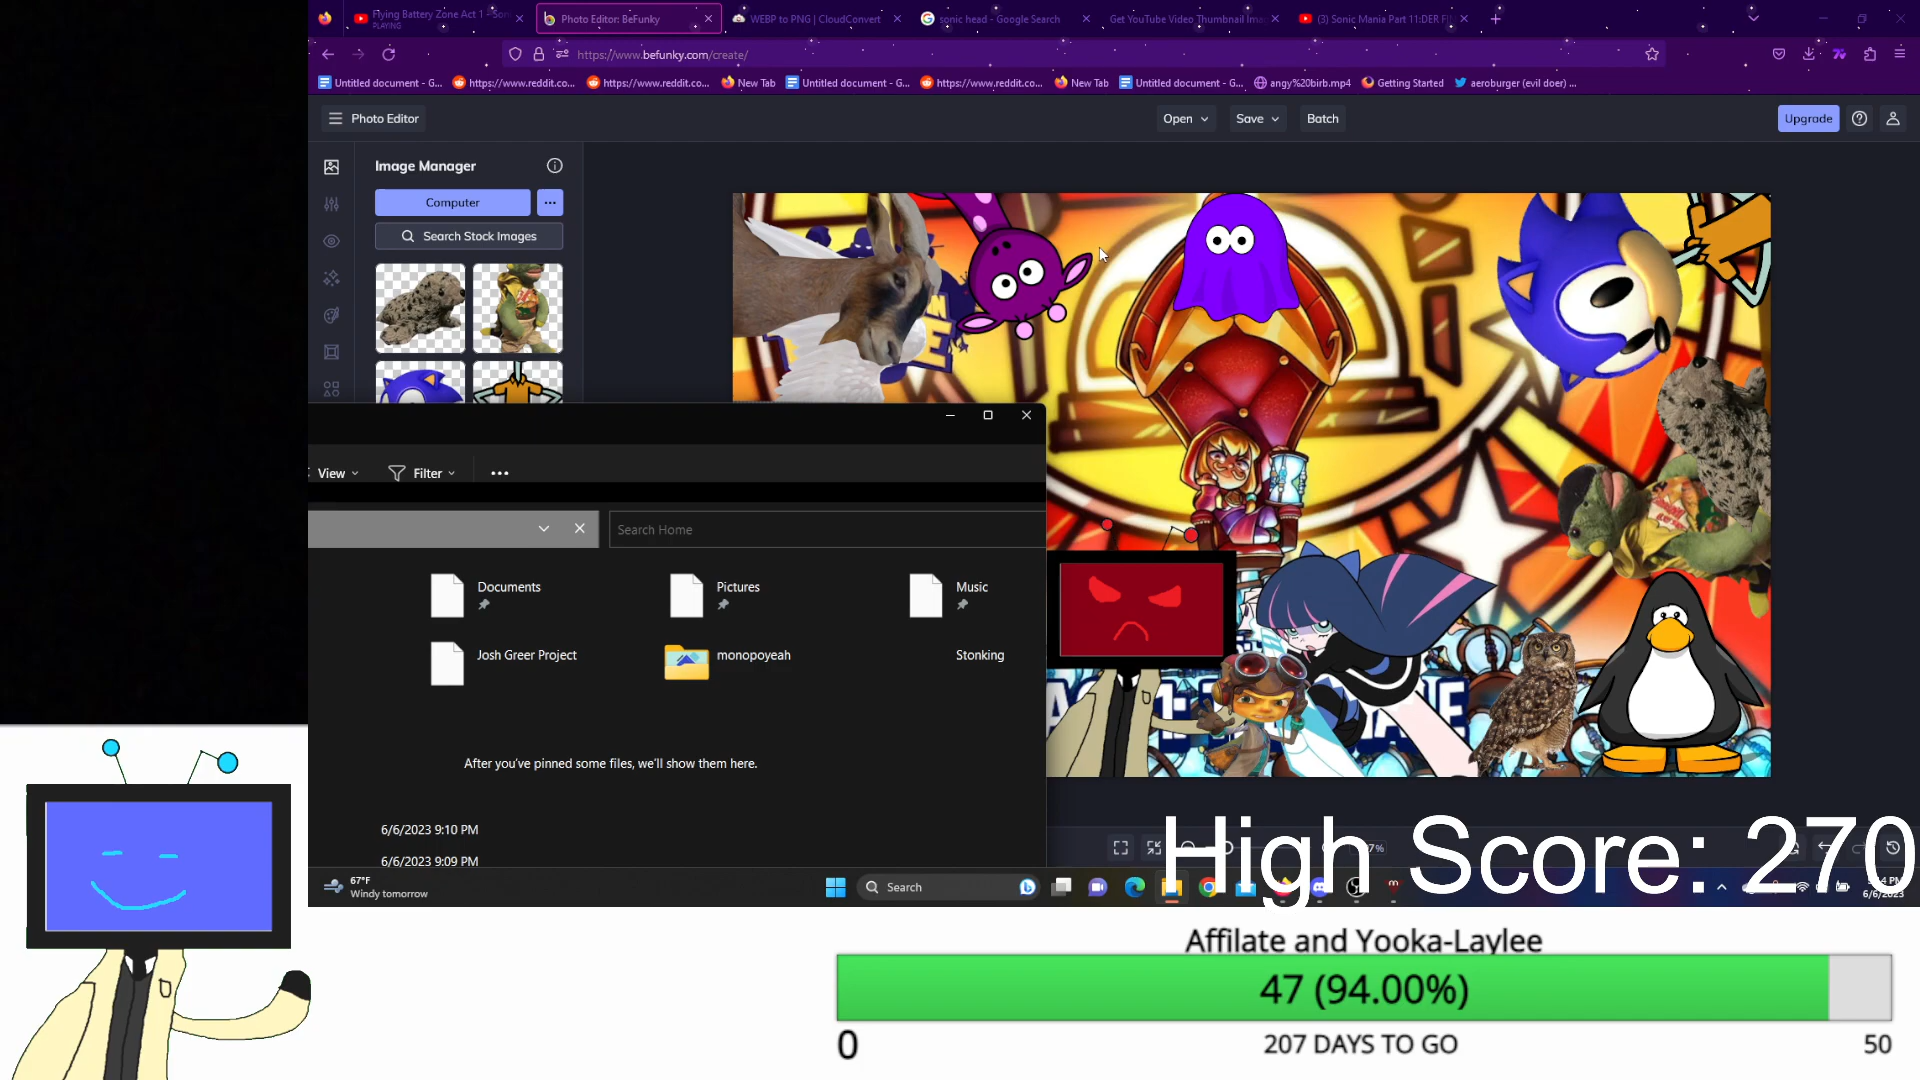 Flying Battery Zone Act 1 - Son
PLAYING
Photo Editor: BeFunky
WEBP to PNG | CloudConvert
sonic head - Google Search
Get YouTube Video Thumbnail Ima
(3) Sonic Mania Part 11:DER F
https://www.befunky.com/create/
Untitled document - G...
https://www.reddit.co...
https://www.reddit.co...
New Tab
Untitled document - G...
https://www.reddit.co...
New Tab
Untitled document - G...
angy%20birb.mp4
Getting Started
aeroburger (evil doer) ...
Photo Editor
Open
Save
Batch
Upgrade
Image Manager
Computer
Search Stock Images
View
Filter
Search Home
Documents
Pictures
Music
Josh Greer Project
monopoyeah
Stonking
After you've pinned some files, we'll show them here.
6/6/2023 9:10 PM
6/6/2023 9:09 PM
High Score: 270
67°F
Windy tomorrow
Search
6/6/2023
Affilate and Yooka-Laylee
47 (94.00%)
0
207 DAYS TO GO
50